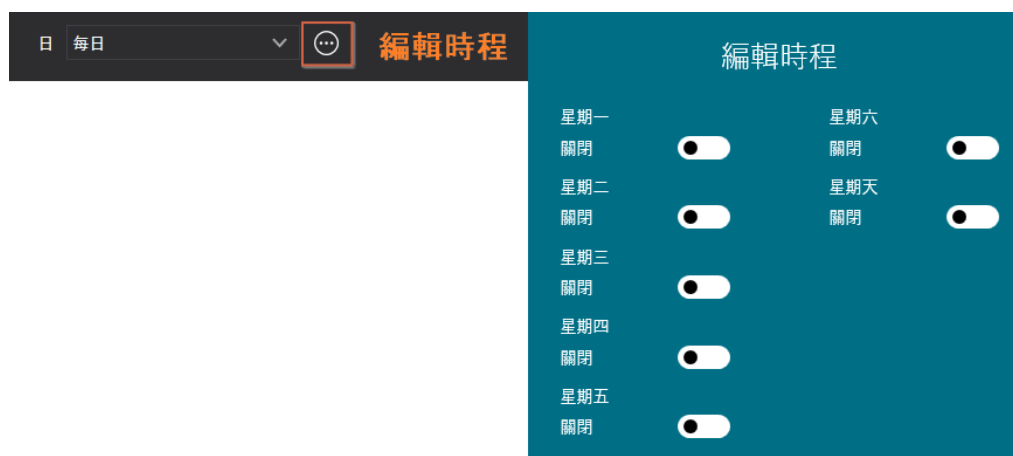 日 每日 編輯時程
編輯時程
星期一
關閉
星期二
關閉
星期三
關閉
星期四
關閉
星期五
關閉
星期六
關閉
星期天
關閉